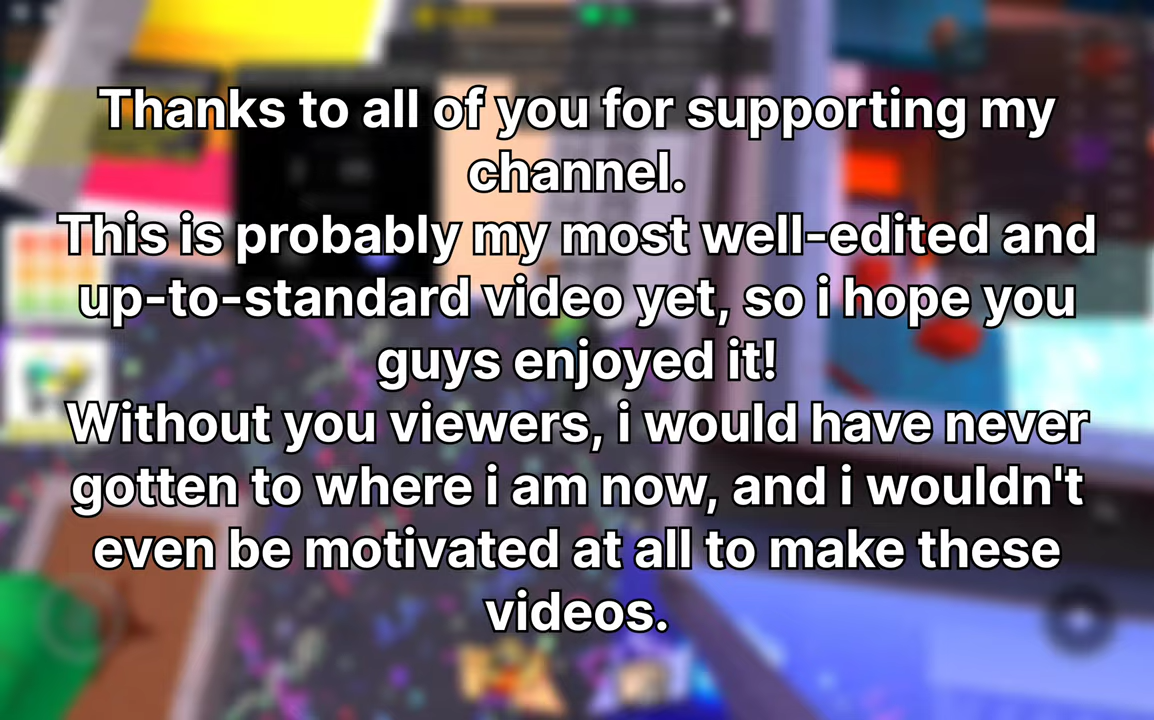 Thanks to all of you for supporting my
channel.
This is probably my most well-edited and
up-to-standard video yet, so i hope you
guys enjoyed it!
Without you viewers, i would have never
gotten to where i am now, and i wouldn't
even be motivated at all to make these
videos.